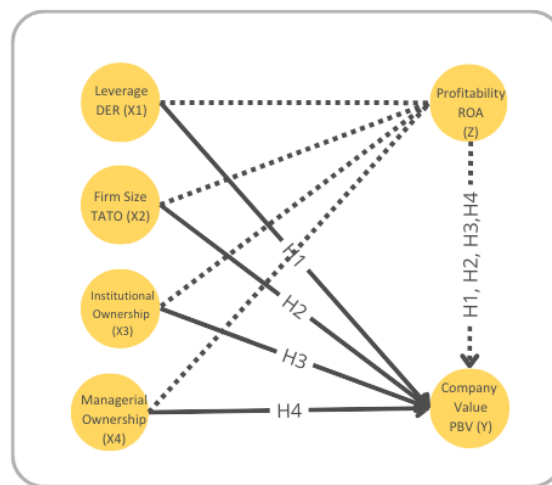 Leverage
DER (X1)
Profitability
ROA
(Z)
Firm Size
TATO (X2)
H1
H1, H2, H3,H4
H2
Institutional
Ownership
(X3)
H3
Managerial
Ownership
(X4)
H4
Company
Value
PBV (Y)